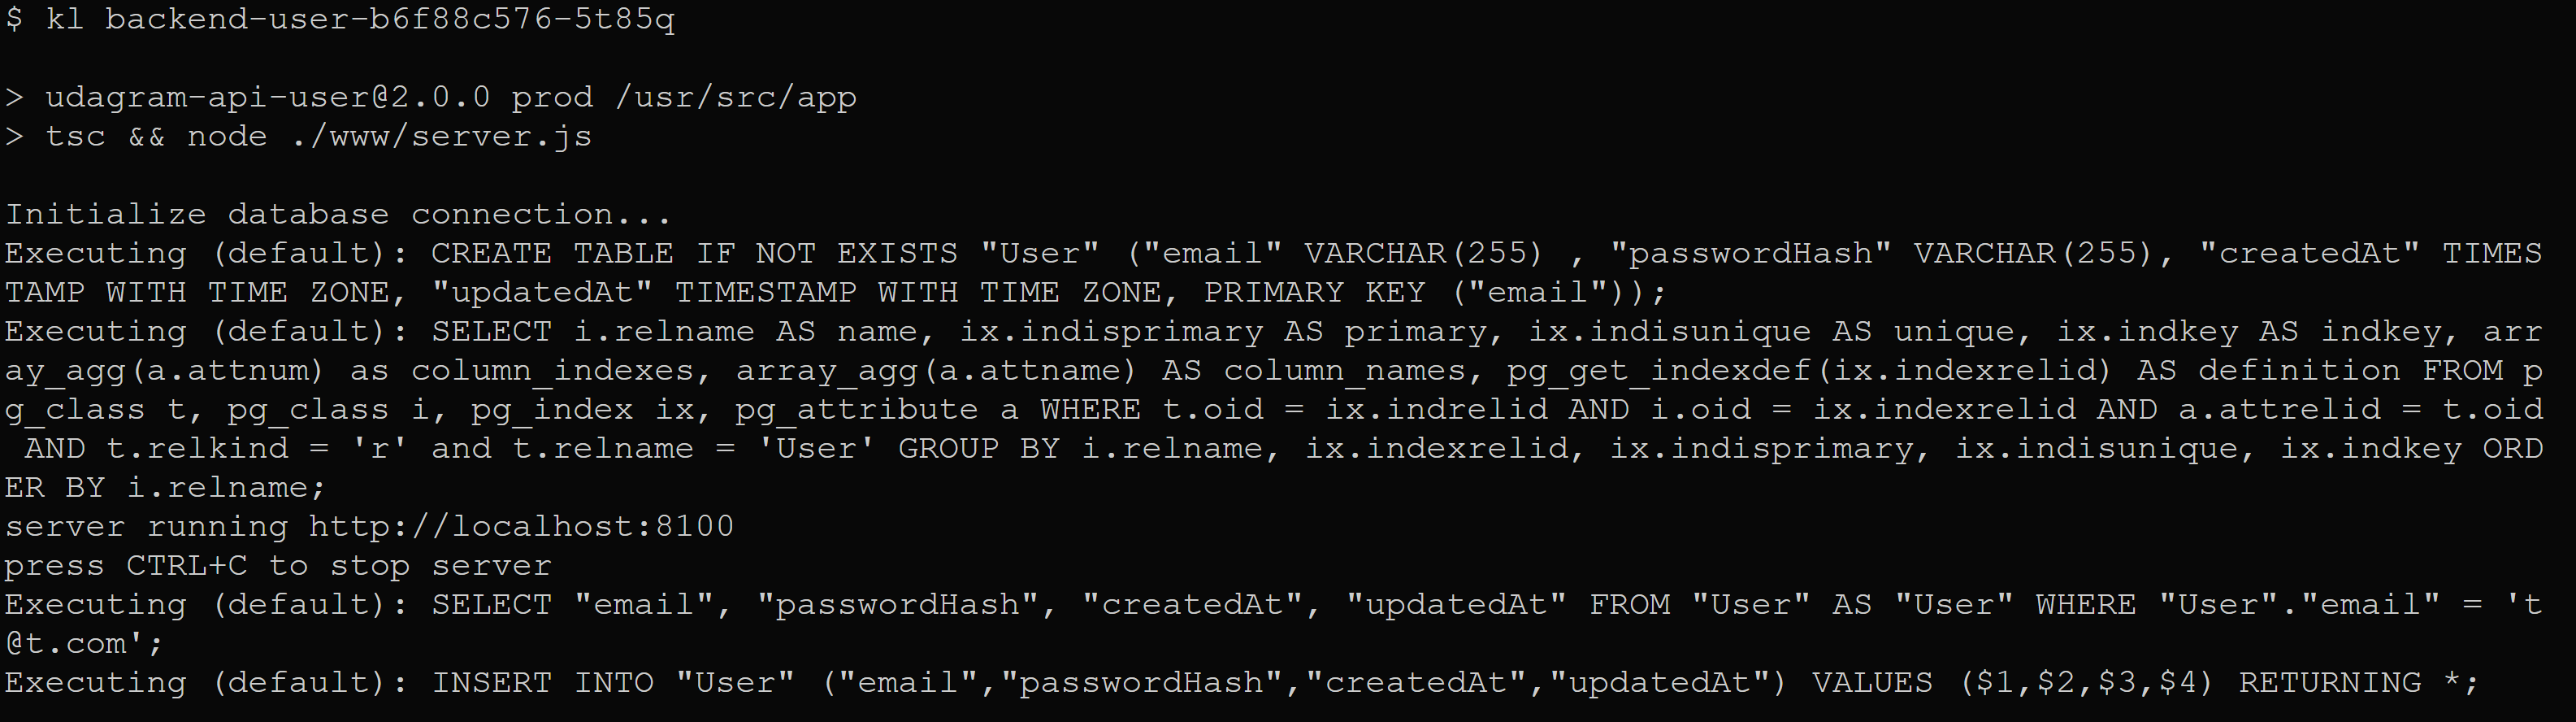 $ kl backend-user-b6f88c576-5t85q
> udagram-api-user@2.0.0 prod /usr/src/app
> tsc && node ./www/server.js
Initialize database connection...
Executing (default): CREATE TABLE IF NOT EXISTS "User" ("email" VARCHAR(255) , "passwordHash" VARCHAR(255), "createdAt" TIMES
TAMP WITH TIME ZONE, "updatedAt" TIMESTAMP WITH TIME ZONE, PRIMARY KEY ("email"));
Executing (default): SELECT i.relname AS name, ix.indisprimary AS primary, ix.indisunique AS unique, ix.indkey AS indkey, arr
ay_agg(a.attnum) as column_indexes, array_agg(a.attname) AS column_names, pg_get_indexdef(ix.indexrelid) AS definition FROM p
g_class t, pg_class i, pg_index ix, pg_attribute a WHERE t.oid = ix.indrelid AND i.oid = ix.indexrelid AND a.attrelid = t.oid
 AND t.relkind = 'r' and t.relname = 'User' GROUP BY i.relname, ix.indexrelid, ix.indisprimary, ix.indisunique, ix.indkey ORD
ER BY i.relname;
server running http://localhost:8100
press CTRL+C to stop server
Executing (default): SELECT "email", "passwordHash", "createdAt", "updatedAt" FROM "User" AS "User" WHERE "User"."email" = 't
@t.com';
Executing (default): INSERT INTO "User" ("email","passwordHash","createdAt","updatedAt") VALUES ($1,$2,$3,$4) RETURNING *;